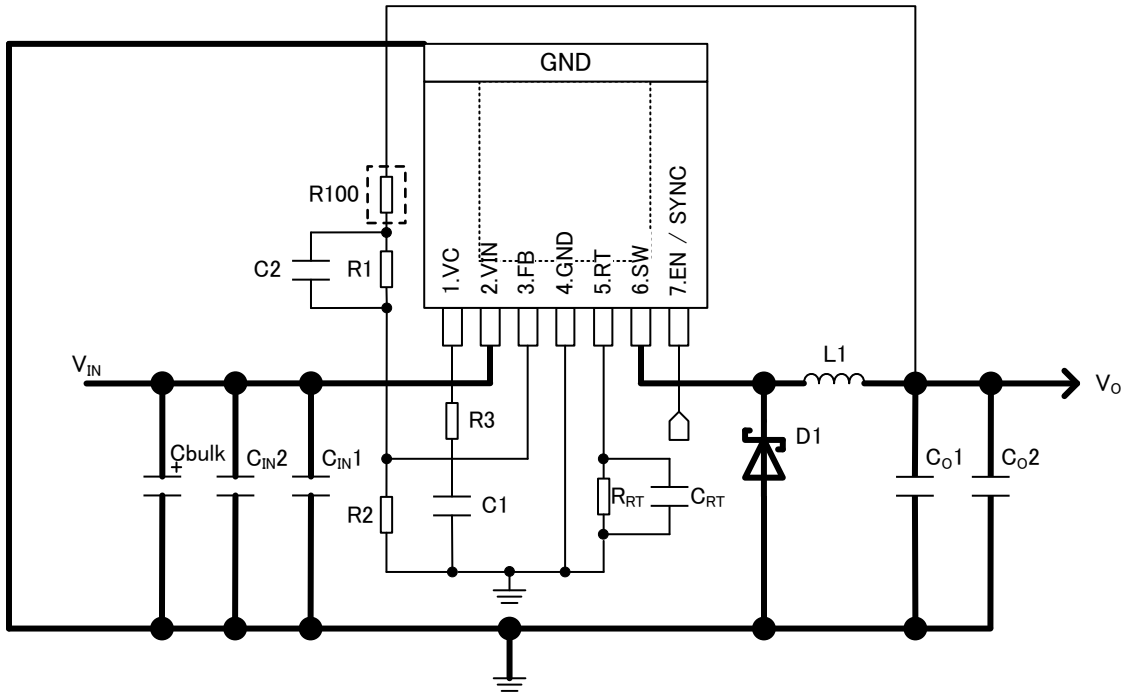 GND
R100
C2
R1
1.VC
2.VIN
3.FB
4.GND
5.RT
6.SW
7.EN / SYNC
VIN
L1
VO
R3
D1
Cbulk
+
CIN2
CIN1
R2
C1
RRT
CRT
CO1
CO2